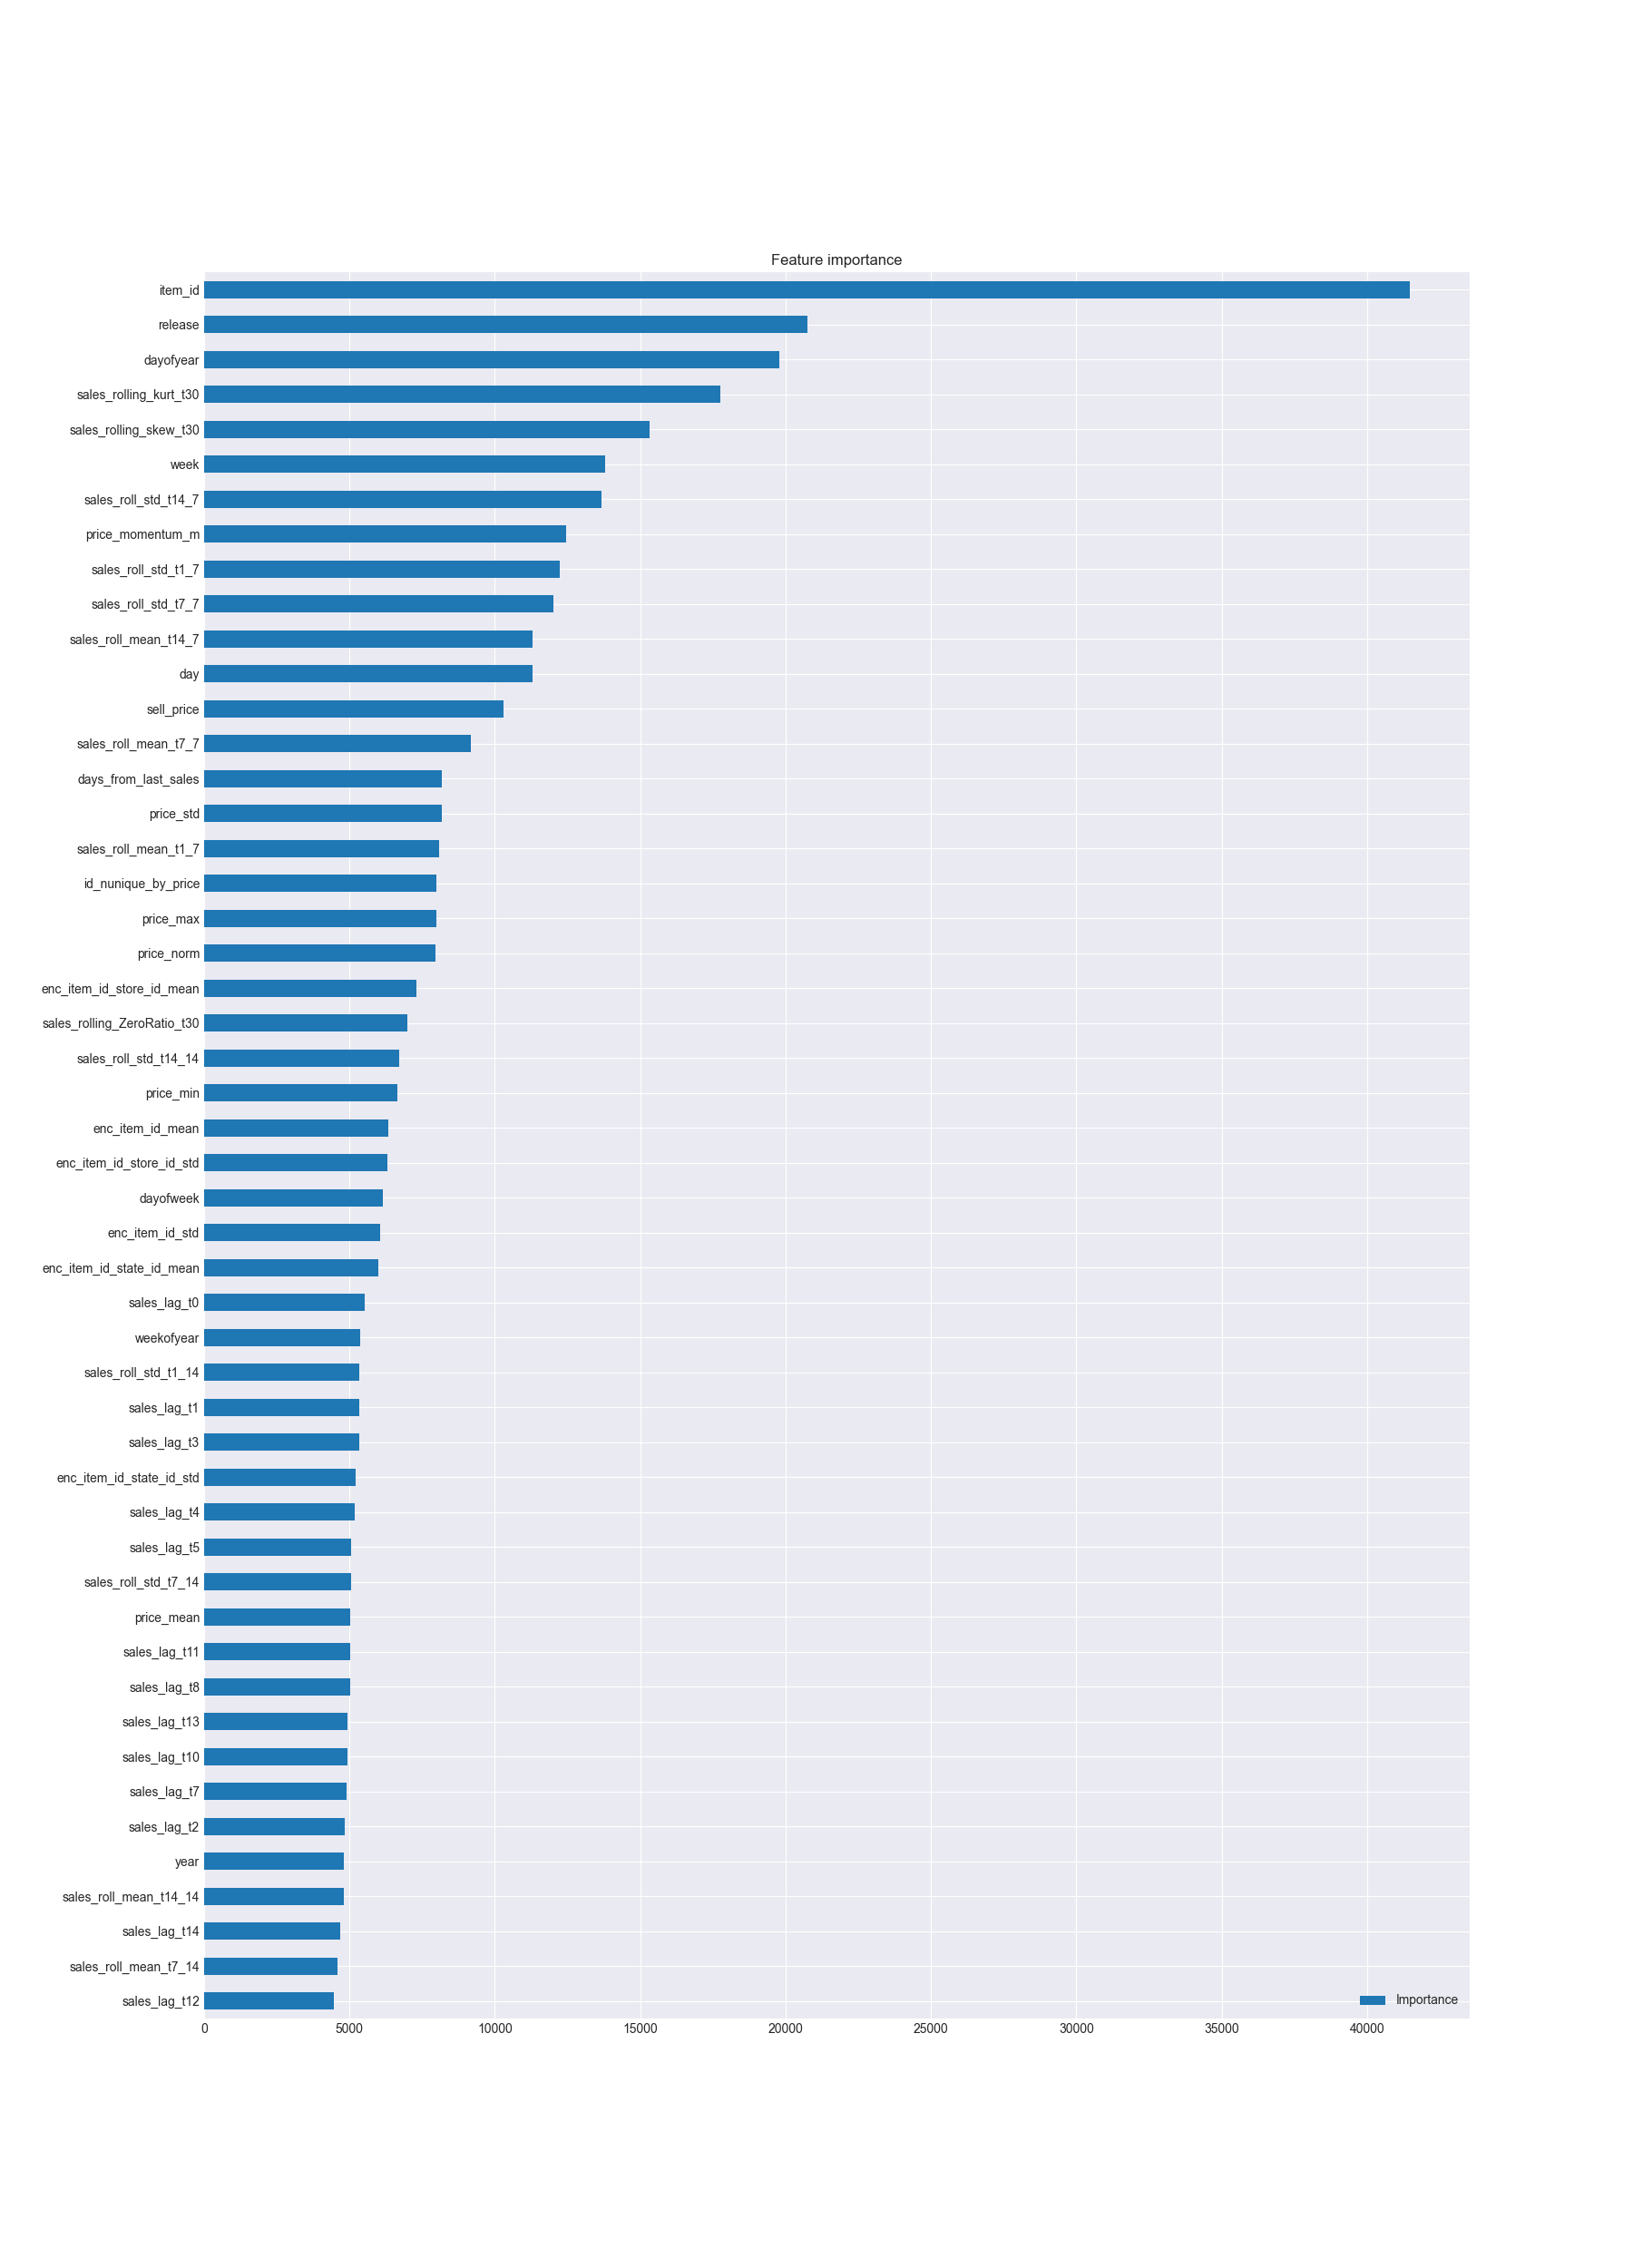 Feature importance
item_id
release
dayofyear
sales_rolling_kurt_t30
sales_rolling_skew_t30
week
sales_roll_std_t14_7
price_momentum_m
sales_roll_std_t1_7
sales_roll_std_t7_7
sales_roll_mean_t14_7
day
sell_price
sales_roll_mean_t7_7
days_from_last_sales
price_std
sales_roll_mean_t1_7
id_nunique_by_price
price_max
price_norm
enc_item_id_store_id_mean
sales_rolling_ZeroRatio_t30
sales_roll_std_t14_14
price_min
enc_item_id_mean
enc_item_id_store_id_std
dayofweek
enc_item_id_std
enc_item_id_state_id_mean
sales_lag_t0
weekofyear
sales_roll_std_t1_14
sales_lag_t1
sales_lag_t3
enc_item_id_state_id_std
sales_lag_t4
sales_lag_t5
sales_roll_std_t7_14
price_mean
sales_lag_t11
sales_lag_t8
sales_lag_t13
sales_lag_t10
sales_lag_t7
sales_lag_t2
year
sales_roll_mean_t14_14
sales_lag_t14
sales_roll_mean_t7_14
sales_lag_t12
Importance
0 5000 10000 15000 20000 25000 30000 35000 40000